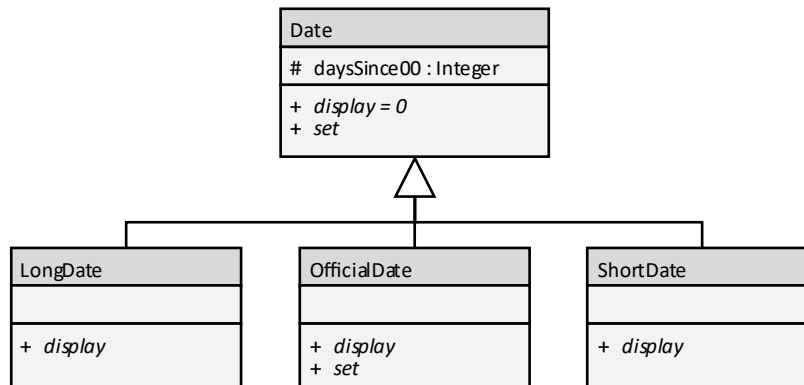 Date
# daysSince00 : Integer
+ display = 0
+ set
LongDate
+ display
OfficialDate
+ display
+ set
ShortDate
+ display